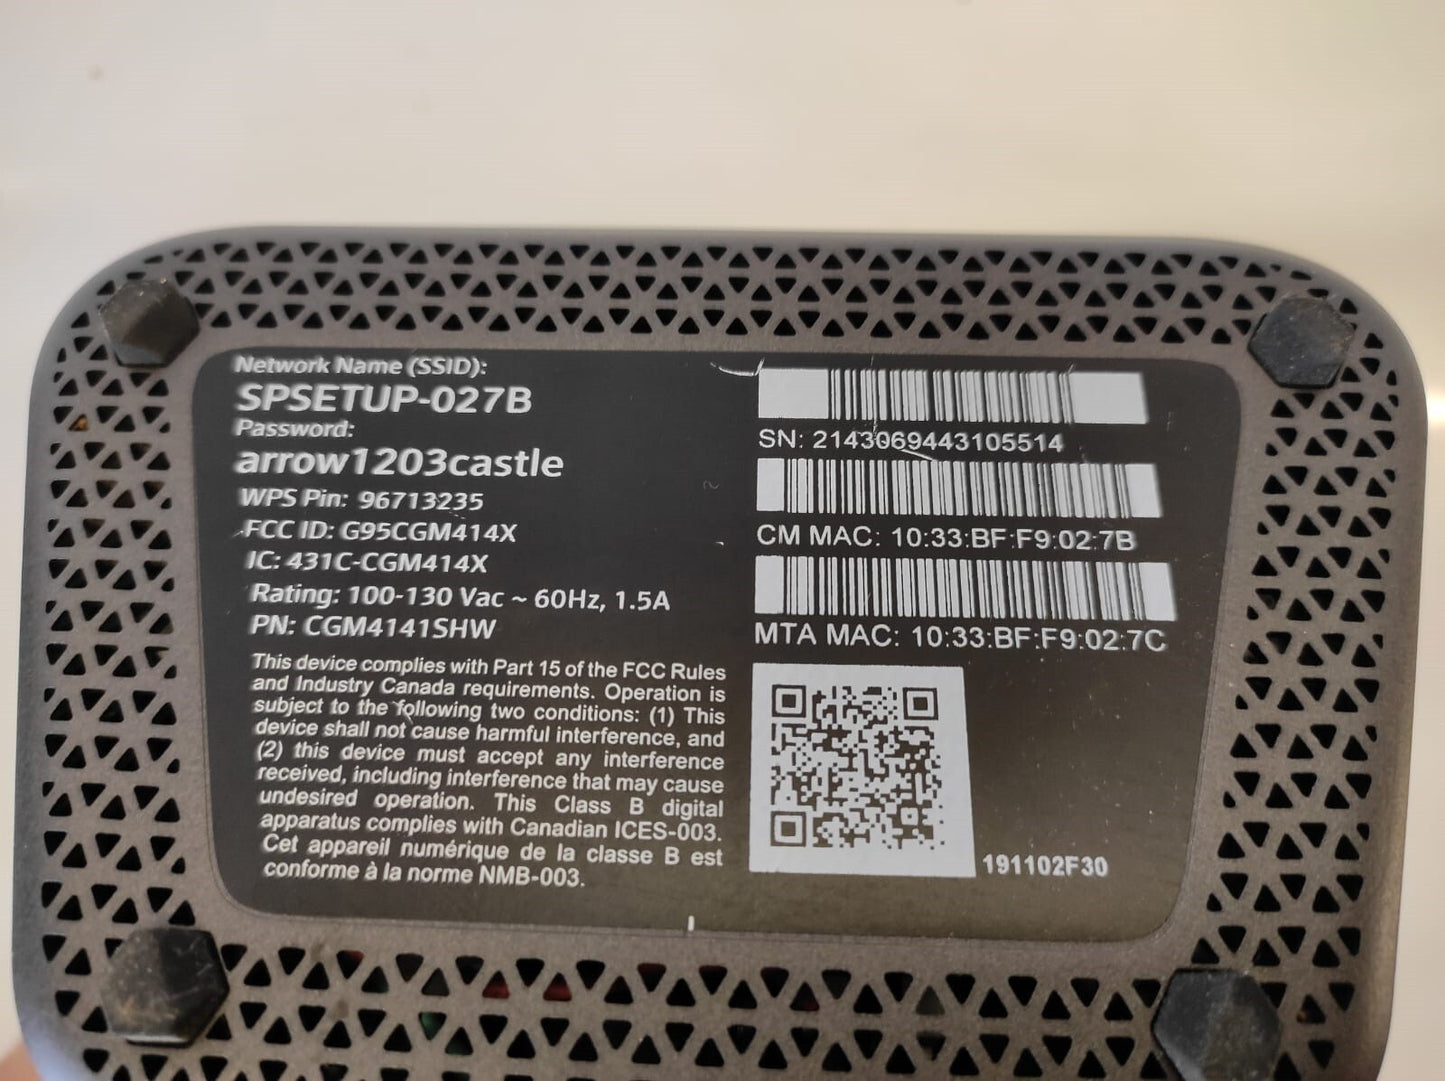 Network Name (SSID):
SPSETUP-027B
Password:
arrow1203castle
WPS Pin: 96713235
FCC ID: G95CGM414X
IC: 431C-CGM414X
Rating: 100-130 Vac ~ 60Hz, 1.5A
PN: CGM4141SHW
This device complies with Part 15 of the FCC Rules
and Industry Canada requirements. Operation is
subject to the following two conditions: (1) This
device shall not cause harmful interference, and
(2) this device must accept any interference
received, including interference that may cause
undesired operation. This Class B digital
apparatus complies with Canadian ICES-003.
Cet appareil numérique de la classe B est
conforme à la norme NMB-003.
SN: 2143069443105514
CM MAC: 10:33:BF:F9:02:7B
MTA MAC: 10:33:BF:F9:02:7C
191102F30